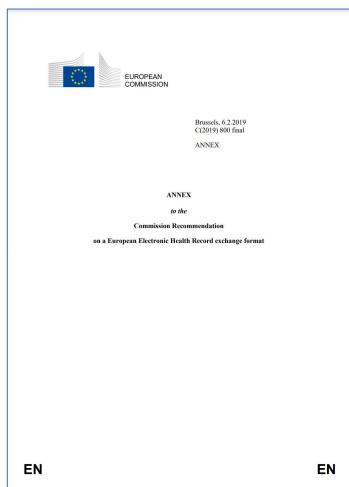 EUROPEAN
COMMISSION
Brussels, 6.2.2019
C(2019) 800 final
ANNEX
ANNEX
to the
Commission Recommendation
on a European Electronic Health Record exchange format
EN
EN